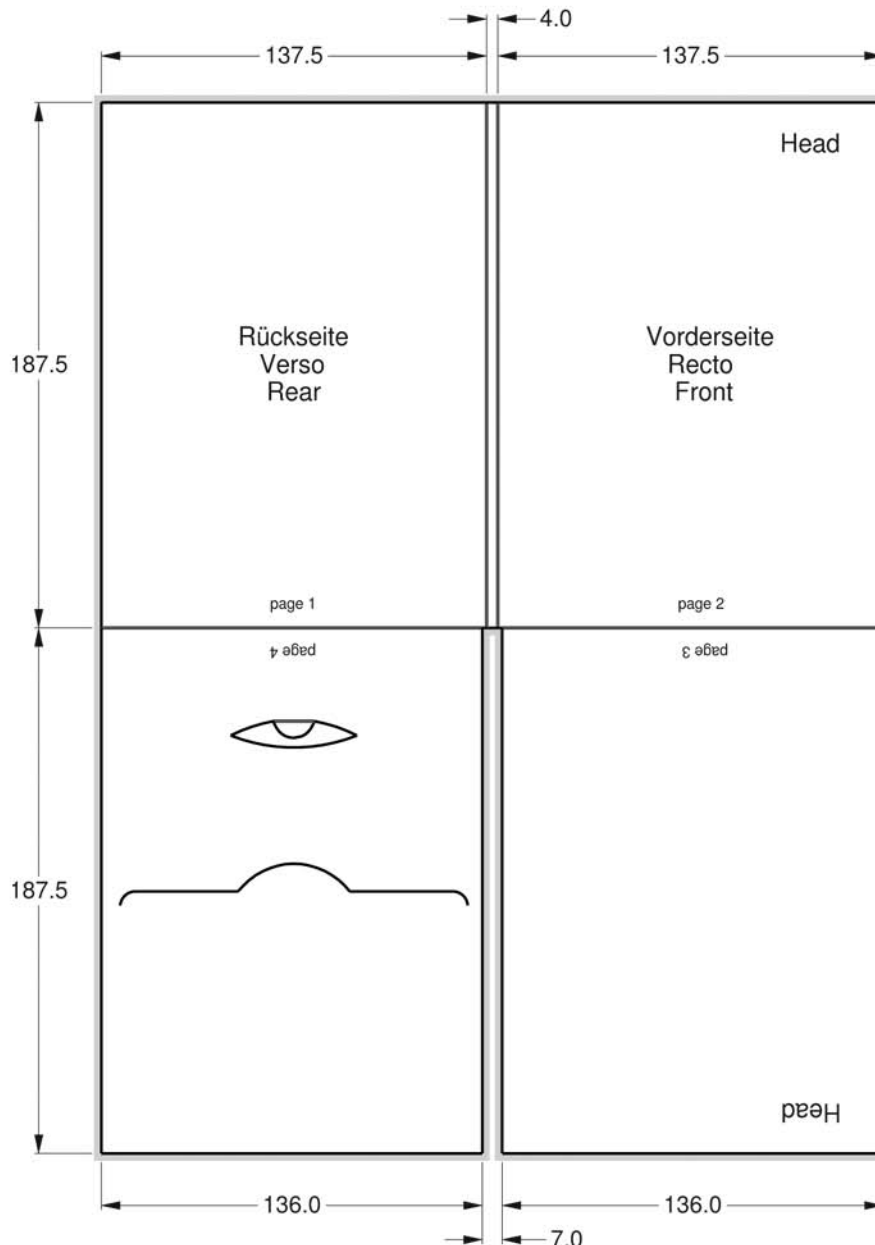 4.0
137.5
137.5
Head
187.5
Rückseite
Verso
Rear
Vorderseite
Recto
Front
page 1
page 2
page 4
page 3
187.5
Head
136.0
136.0
7.0